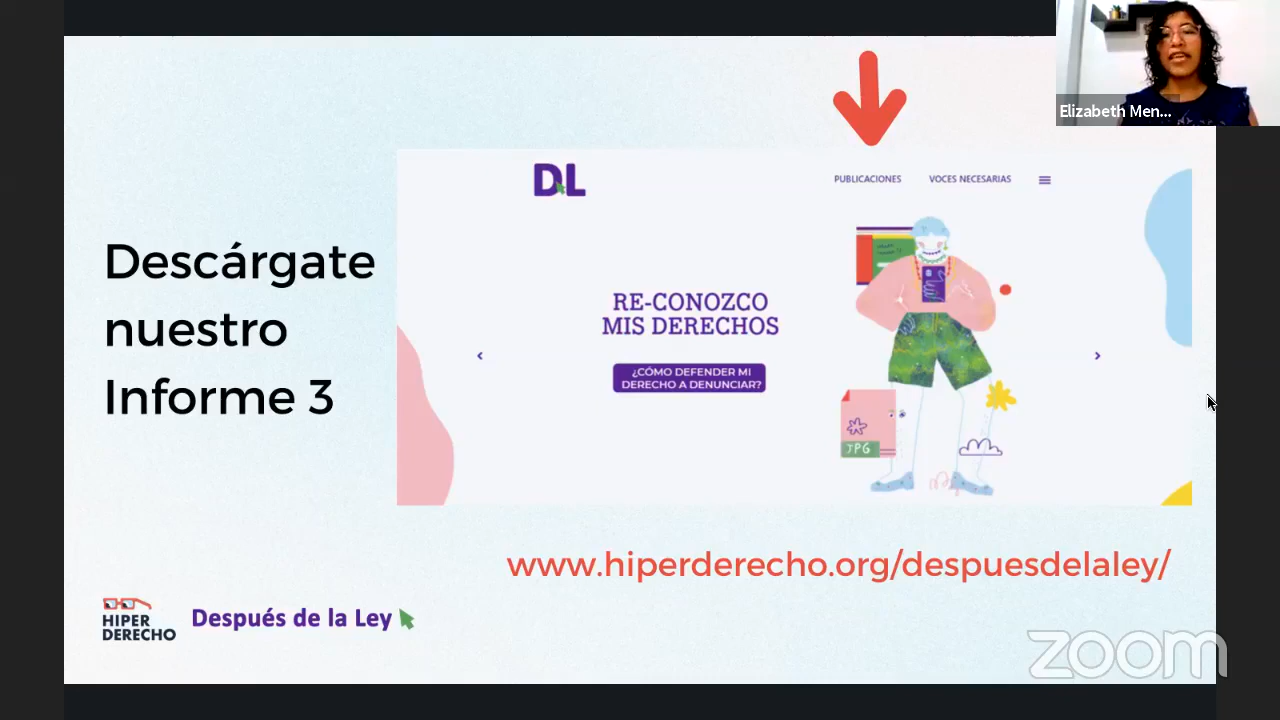 Elizabeth Men...
DL
PUBLICACIONES
VOCES NECESARIAS
Descárgate
nuestro
Informe 3
RE-CONOZCO
MIS DERECHOS
¿CÓMO DEFENDER MI
DERECHO A DENUNCIAR?
JPG
www.hiperderecho.org/despuesdelaley/
HIPER
DERECHO
Después de la Ley
zoom